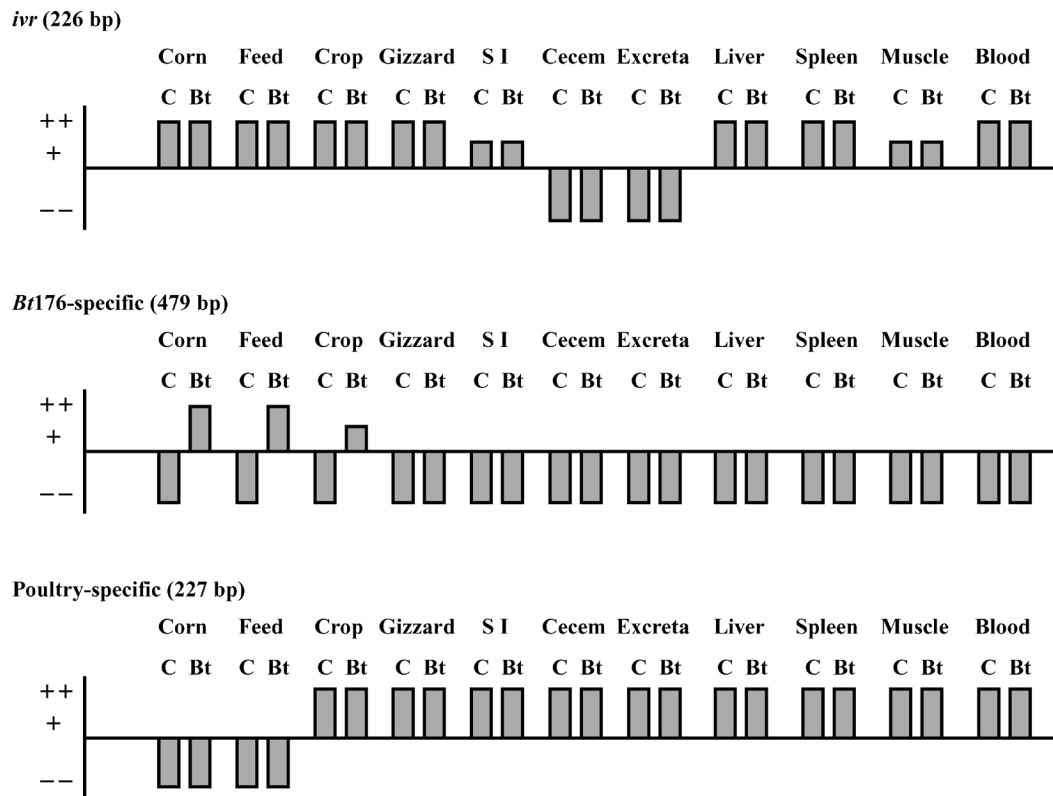 ivr (226 bp)
Corn Feed Crop Gizzard S I Cecem Excreta Liver Spleen Muscle Blood
C Bt C Bt C Bt C Bt C Bt C Bt C Bt C Bt C Bt C Bt C Bt
++
+
−−
Bt176-specific (479 bp)
Corn Feed Crop Gizzard S I Cecem Excreta Liver Spleen Muscle Blood
C Bt C Bt C Bt C Bt C Bt C Bt C Bt C Bt C Bt C Bt C Bt
++
+
−−
Poultry-specific (227 bp)
Corn Feed Crop Gizzard S I Cecem Excreta Liver Spleen Muscle Blood
C Bt C Bt C Bt C Bt C Bt C Bt C Bt C Bt C Bt C Bt C Bt
++
+
−−